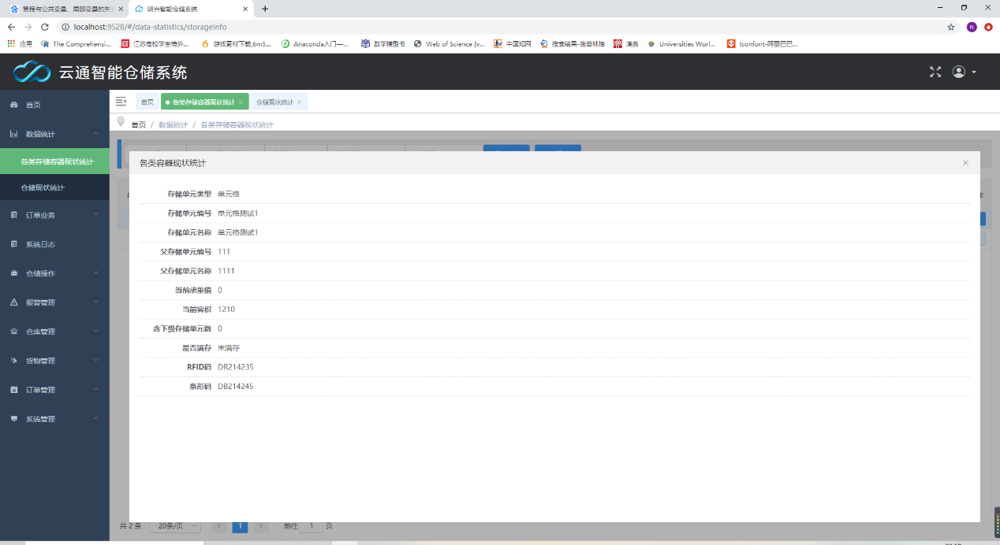 管程与公共变量、局部变量的关
明兴智能仓储系统
localhost:9528/#/data-statistics/storageInfo
N
应用
The Comprehensi...
江苏高校学生境外...
游戏素材下载,6m5...
Anaconda入门—...
数学模型书
Web of Science [v...
中国知网
搜索结果-施普林格
漫典
Universities Worl...
Iconfont-阿里巴巴...
云通智能仓储系统
首页
各类存储容器现状统计
仓储现状统计
首页 / 数据统计 / 各类存储容器现状统计
首页
数据统计
各类存储容器现状统计
仓储现状统计
订单业务
系统日志
仓储操作
报警管理
仓库管理
货物管理
订单管理
系统管理
各类容器现状统计
存储单元类型 单元格
存储单元编号 单元格测试1
存储单元名称 单元格测试1
父存储单元编号 111
父存储单元名称 1111
当前承重值 0
当前容积 1210
含下级存储单元数 0
是否满存 未满存
RFID码 DR214235
条形码 DB214245
共 2 条 20条/页 1 前往 1 页